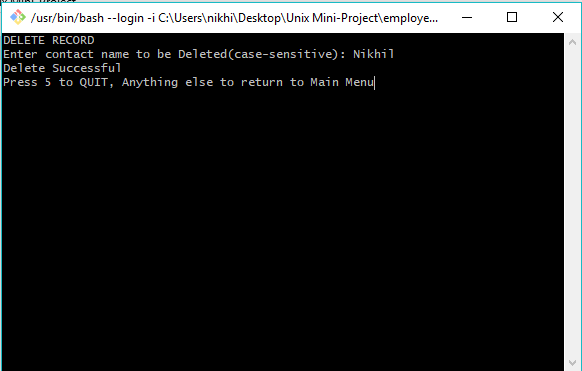 /usr/bin/bash --login -i C:\Users\nikhi\Desktop\Unix Mini-Project\employe...
DELETE RECORD
Enter contact name to be Deleted(case-sensitive): Nikhil
Delete Successful
Press 5 to QUIT, Anything else to return to Main Menu